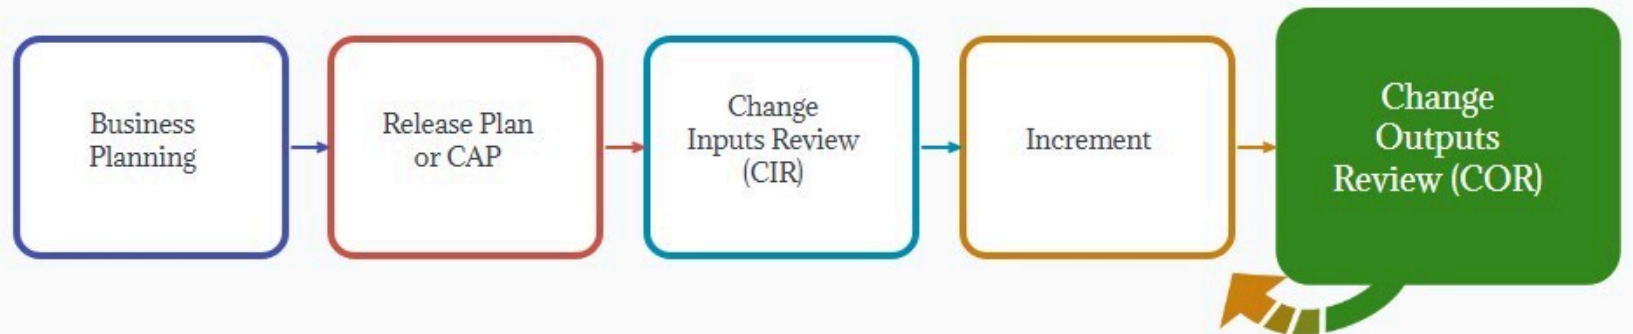 Business
Planning
Release Plan
or CAP
Change
Inputs Review
(CIR)
Increment
Change
Outputs
Review (COR)